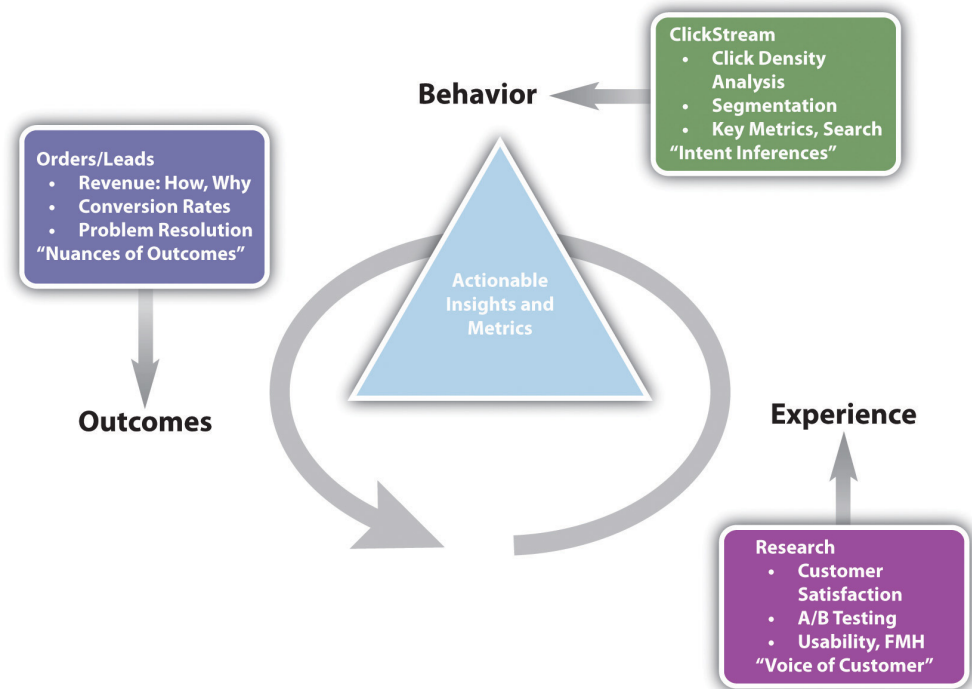 ClickStream
• Click Density
Analysis
• Segmentation
• Key Metrics, Search
“Intent Inferences”
Behavior
Orders/Leads
• Revenue: How, Why
• Conversion Rates
• Problem Resolution
“Nuances of Outcomes”
Actionable
Insights and
Metrics
Outcomes
Experience
Research
• Customer
Satisfaction
• A/B Testing
• Usability, FMH
“Voice of Customer”